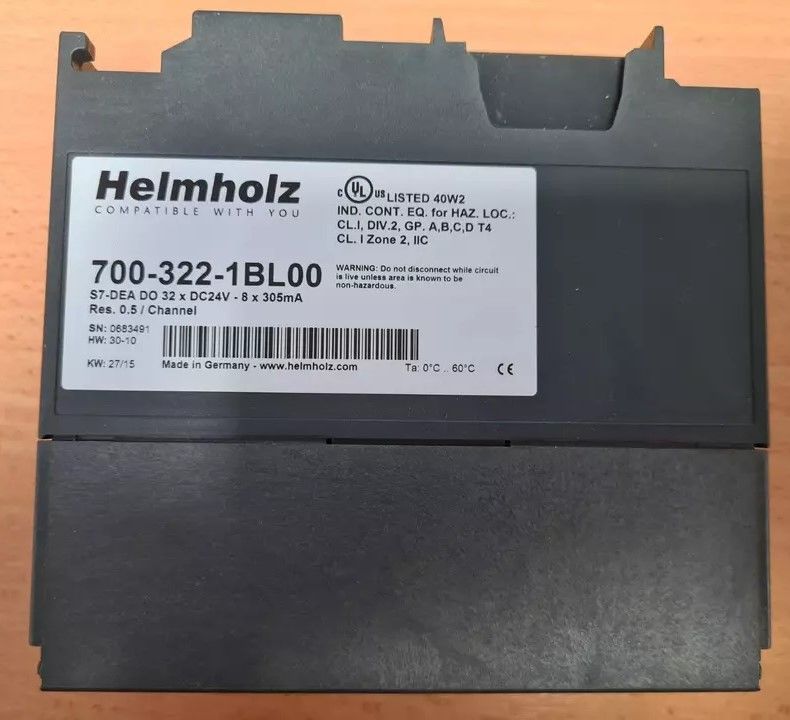 Helmholz
COMPATIBLE WITH YOU
700-322-1BL00
S7-DEA DO 32 x DC24V - 8 x 305mA
Res. 0.5 / Channel
SN: 0683491
HW: 30-10
KW: 27/15
Made in Germany - www.helmholz.com
C UL US LISTED 40W2
IND. CONT. EQ. for HAZ. LOC.:
CL.I, DIV.2, GP. A,B,C,D T4
CL. I Zone 2, IIC
WARNING: Do not disconnect while circuit
is live unless area is known to be
non-hazardous.
Ta: 0°C .. 60°C CE